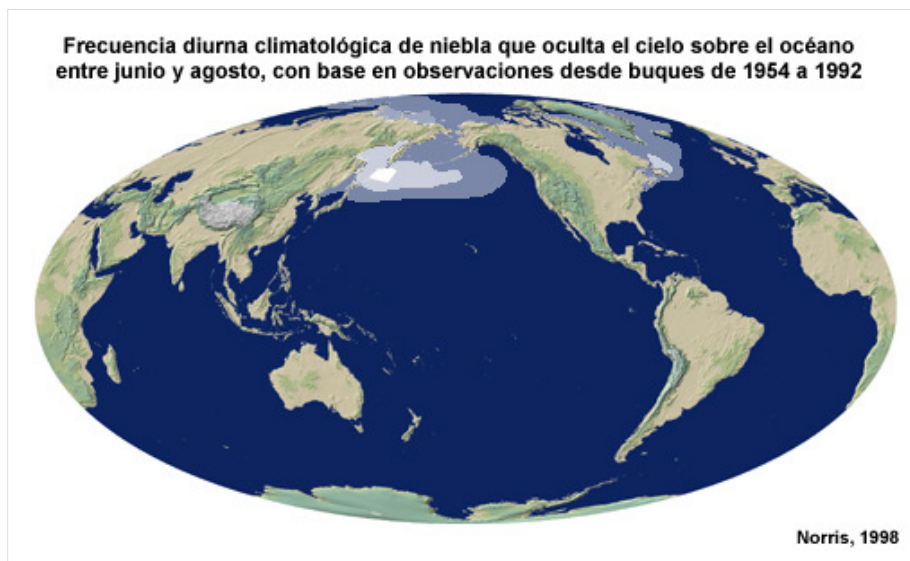 Frecuencia diurna climatológica de niebla que oculta el cielo sobre el océano
entre junio y agosto, con base en observaciones desde buques de 1954 a 1992
Norris, 1998